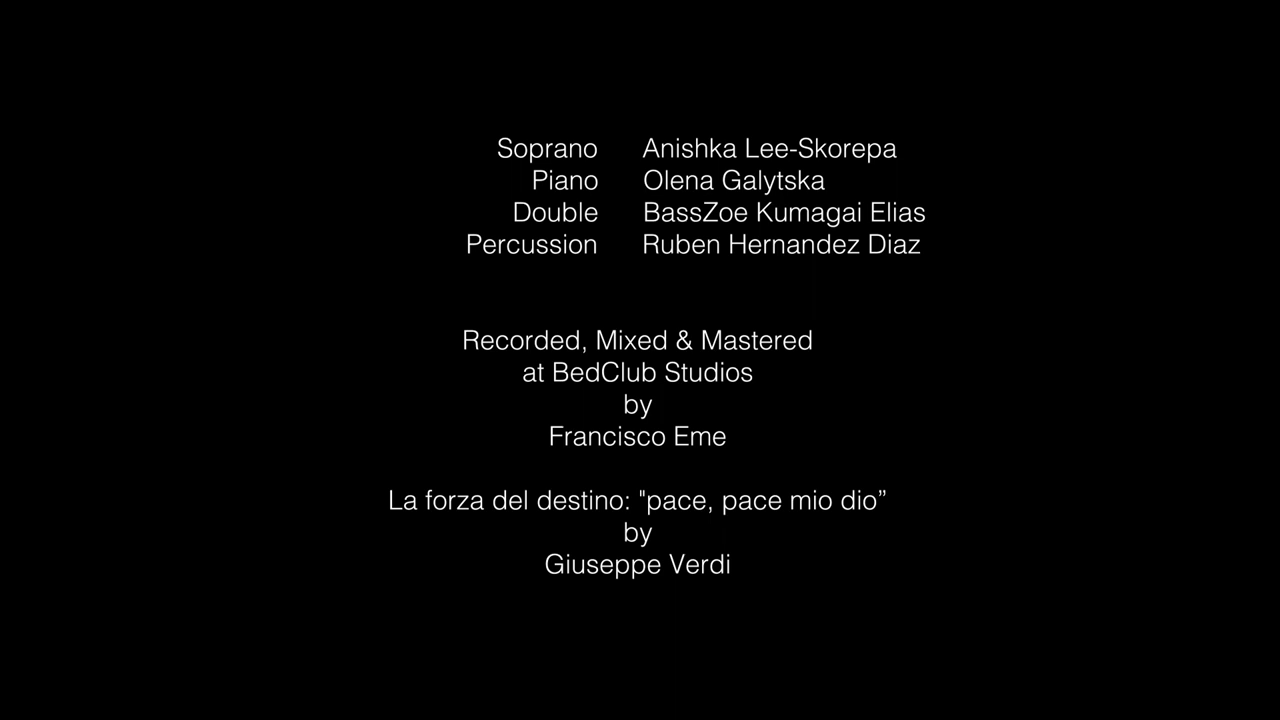 Soprano Anishka Lee-Skorepa
Piano Olena Galytska
Double BassZoe Kumagai Elias
Percussion Ruben Hernandez Diaz
Recorded, Mixed & Mastered
at BedClub Studios
by
Francisco Eme
La forza del destino: "pace, pace mio dio”
by
Giuseppe Verdi